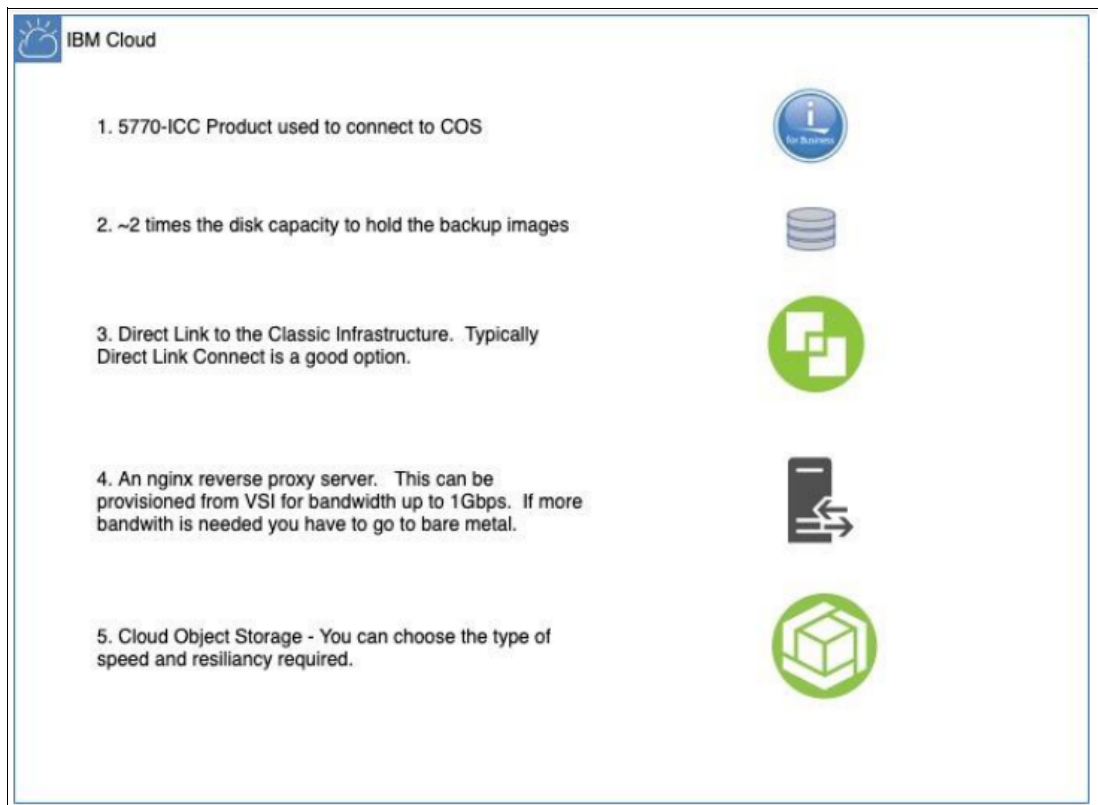 IBM Cloud
1. 5770-ICC Product used to connect to COS
i
for Business
2. ~2 times the disk capacity to hold the backup images
3. Direct Link to the Classic Infrastructure.  Typically
Direct Link Connect is a good option.
4. An nginx reverse proxy server.   This can be
provisioned from VSI for bandwidth up to 1Gbps.  If more
bandwith is needed you have to go to bare metal.
5. Cloud Object Storage - You can choose the type of
speed and resiliancy required.